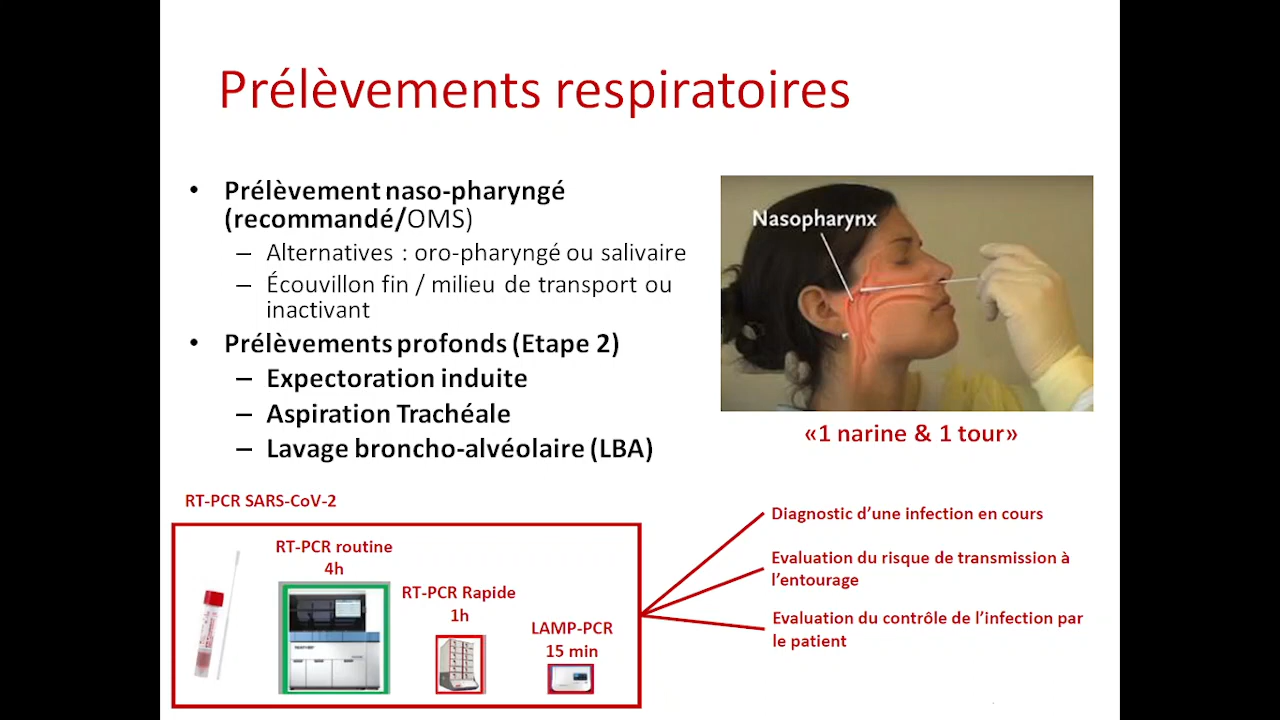 Prélèvements respiratoires
• Prélèvement naso-pharyngé
(recommandé/OMS)
– Alternatives : oro-pharyngé ou salivaire
– Écouvillon fin / milieu de transport ou
inactivant
• Prélèvements profonds (Etape 2)
– Expectoration induite
– Aspiration Trachéale
– Lavage broncho-alvéolaire (LBA)
Nasopharynx
«1 narine & 1 tour»
RT-PCR SARS-CoV-2
RT-PCR routine
4h
RT-PCR Rapide
1h
LAMP-PCR
15 min
Diagnostic d’une infection en cours
Evaluation du risque de transmission à
l’entourage
Evaluation du contrôle de l’infection par
le patient